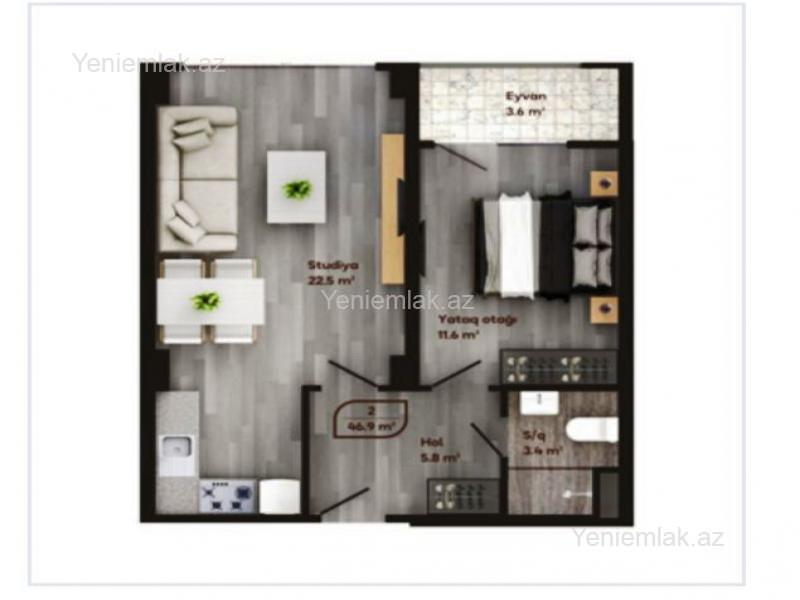 Yeniemlak.az
Eyvan
3.6 m²
Studiya
22.5 m²
Yeniemlak.az
Yataq otağı
11.6 m²
2
46.9 m²
Hol
5.8 m²
S/q
3.4 m²
Yeniemlak.az